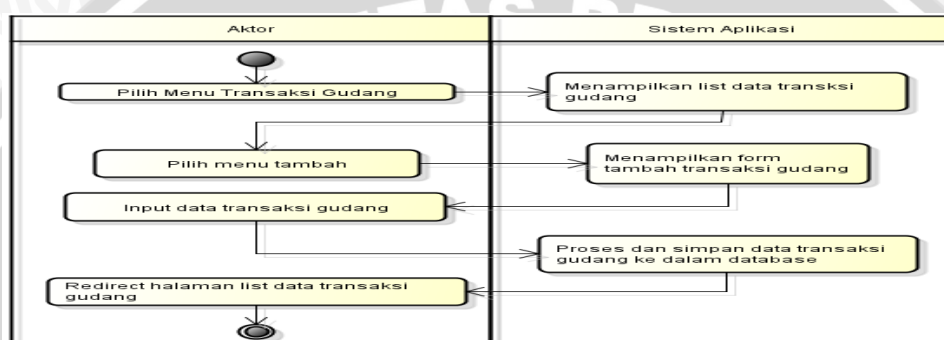 Aktor
Sistem Aplikasi
Pilih Menu Transaksi Gudang
Menampilkan list data transksi
gudang
Pilih menu tambah
Menampilkan form
tambah transaksi gudang
Input data transaksi gudang
Proses dan simpan data transaksi
gudang ke dalam database
Redirect halaman list data transaksi
gudang